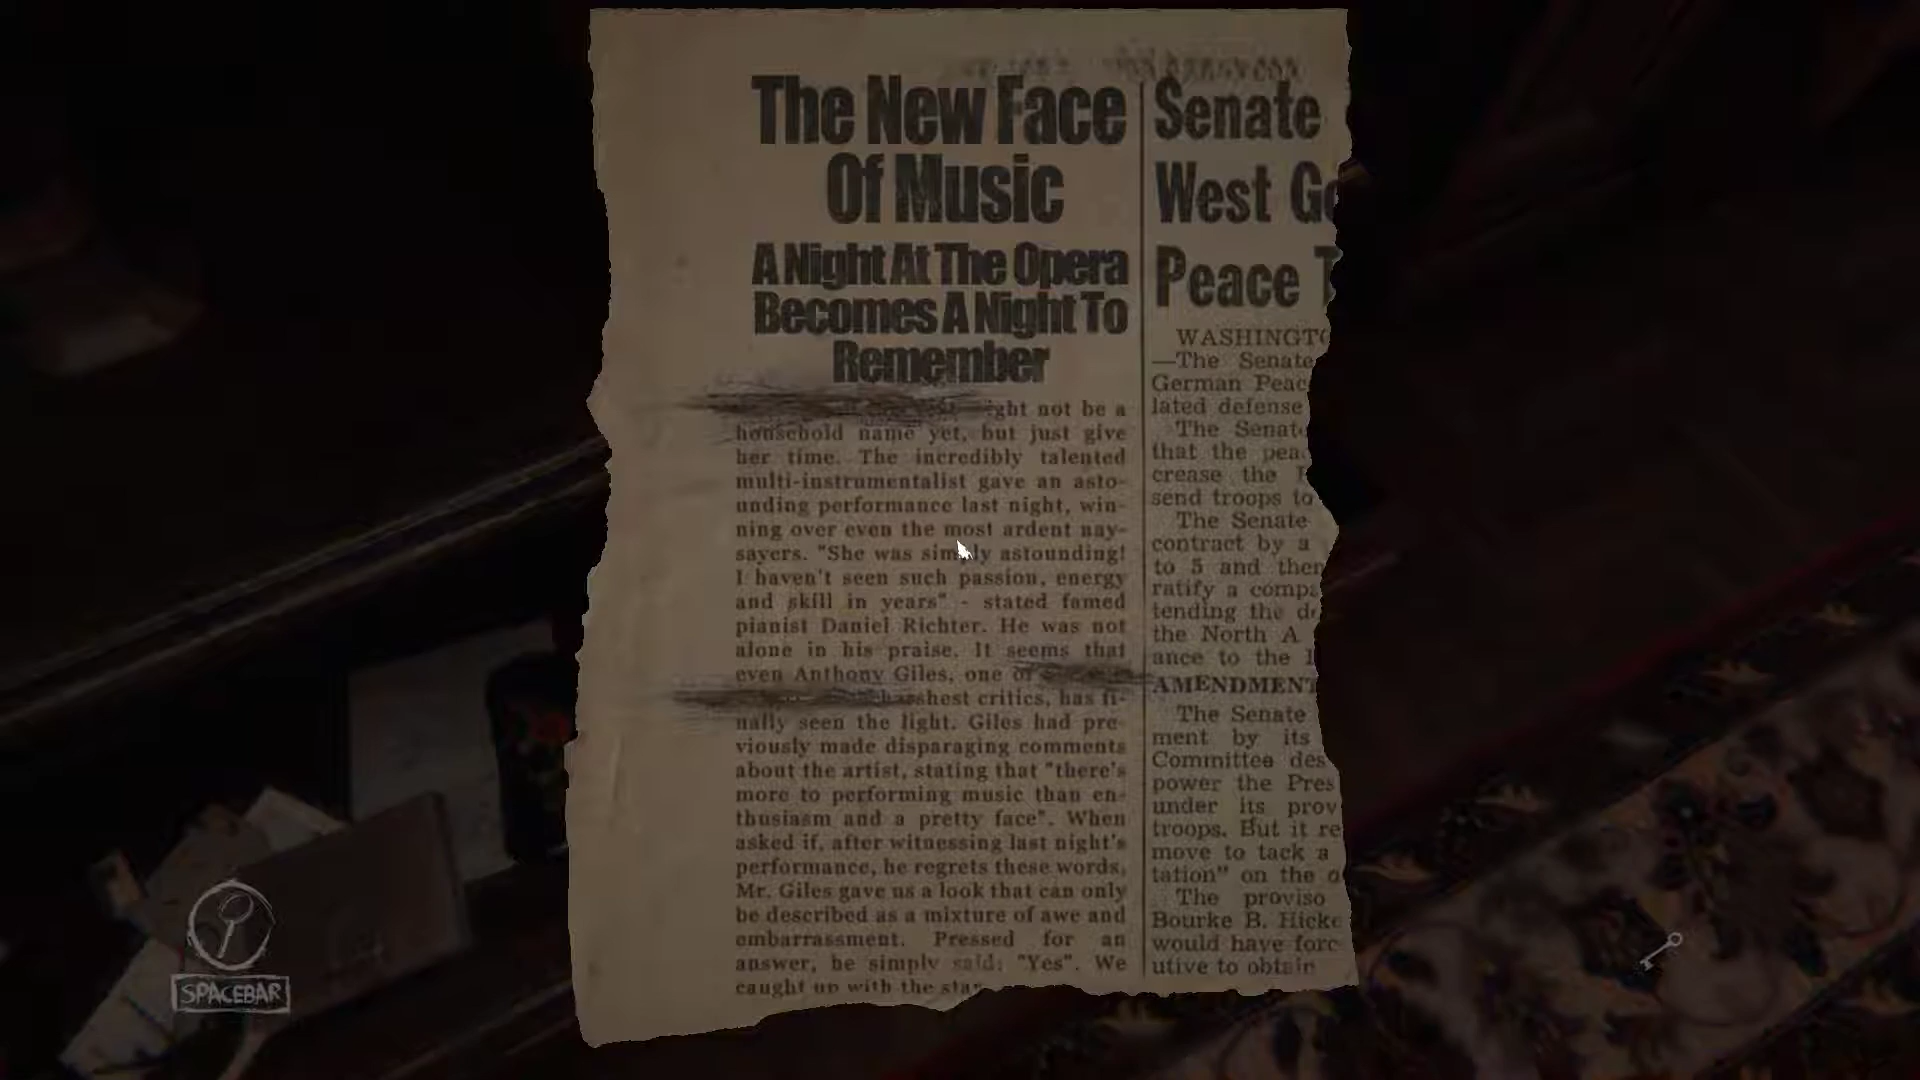 The New Face
Of Music
A Night At The Opera
Becomes A Night To
Remember
not be a
household name yet, but just give
her time. The incredibly talented
multi-instrumentalist gave an asto-
unding performance last night, win-
ning over even the most ardent nay-
sayers. "She was simply astounding!
I haven't seen such passion, energy
and skill in years" - stated famed
pianist Daniel Richter. He was not
alone in his praise. It seems that
even Anthony Giles, one of
harshest critics, has fi-
nally seen the light. Giles had pre-
viously made disparaging comments
about the artist, stating that "there's
more to performing music than en-
thusiasm and a pretty face". When
asked if, after witnessing last night's
performance, he regrets these words,
Mr. Giles gave us a look that can only
be described as a mixture of awe and
embarrassment. Pressed for an
answer, he simply said: "Yes". We
caught up with the
Senate
West
Peace
WASHINGTO
—The Senate
German Peac
lated defense
The Senat
that the pea
crease the
send troops to
The Senate
contract by a
to 5 and then
ratify a comp
tending the
the North A
ance to the
AMENDMENT
The Senate
ment by its
Committee des
power the Pres
under its prov
troops. But it re
move to tack a
tation" on the
The proviso
Bourke B. Hicke
would have forc
utive to obtain
SPACEBAR